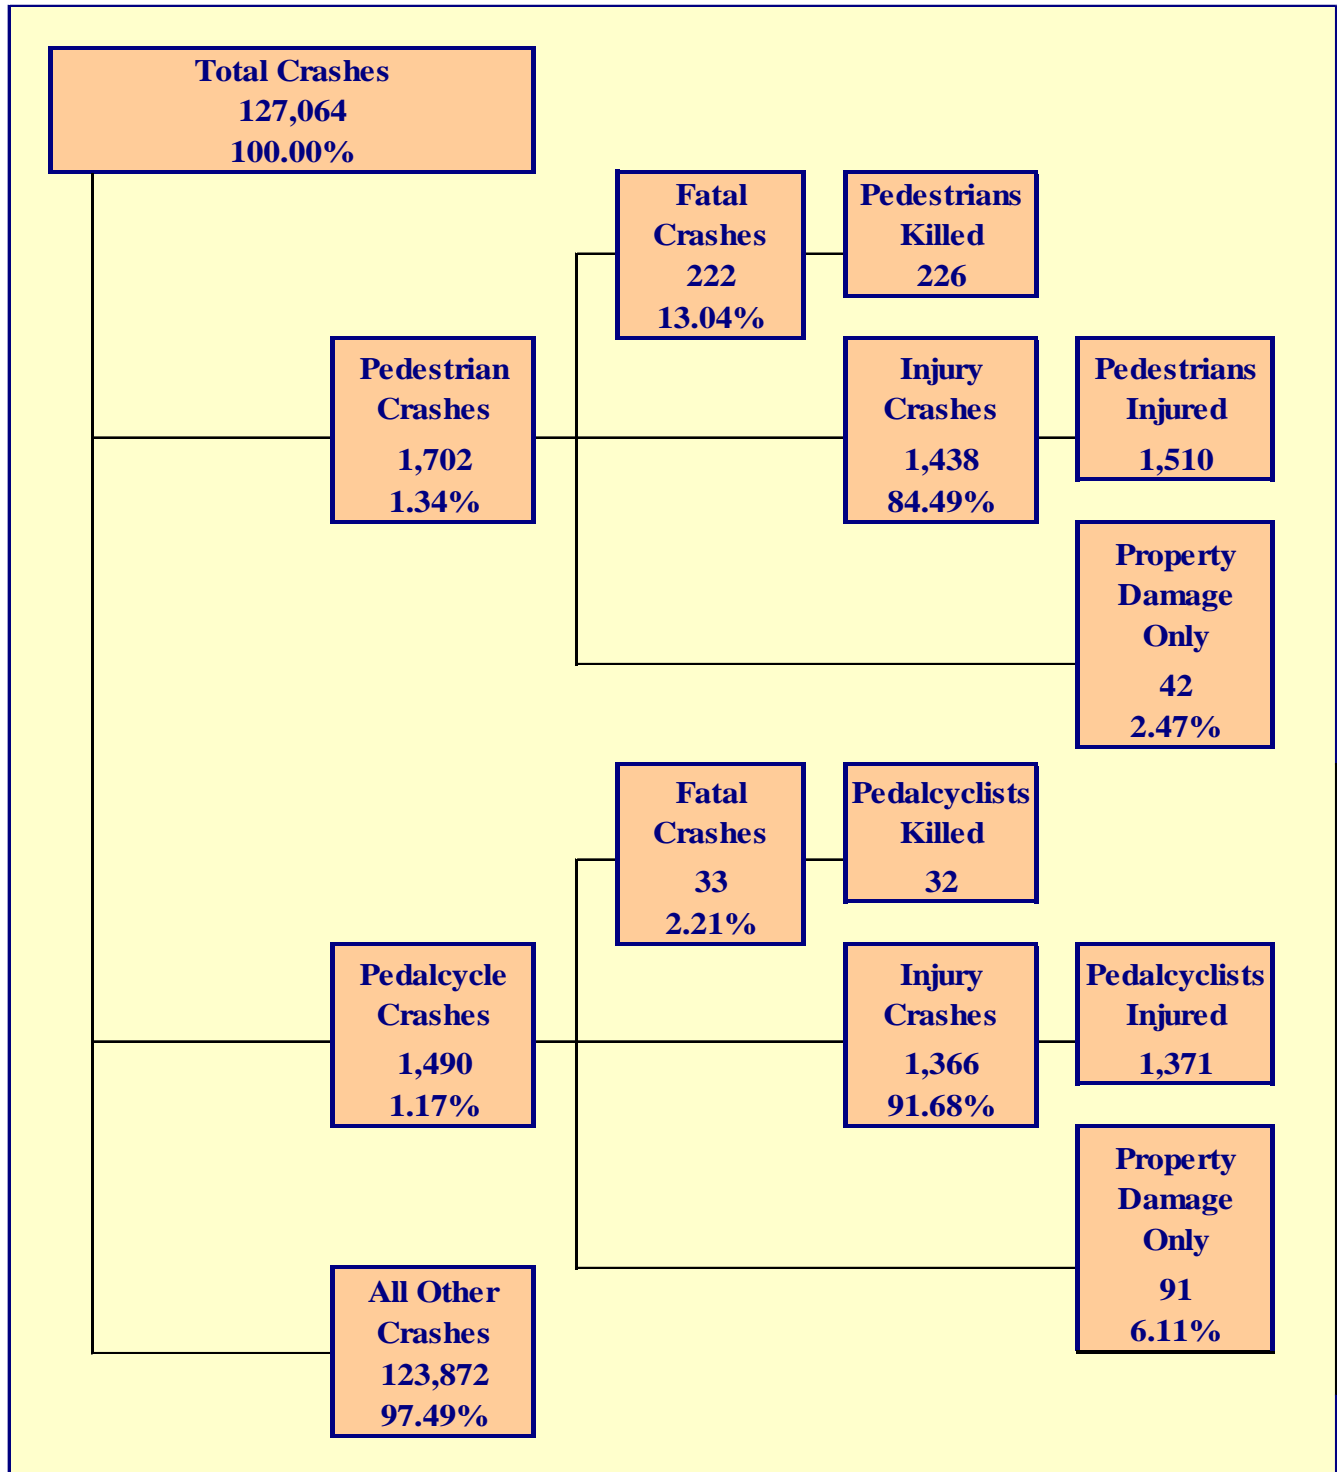 Total Crashes
127,064
100.00%
Fatal
Crashes
222
13.04%
Pedestrians
Killed
226
Pedestrian
Crashes
1,702
1.34%
Injury
Crashes
1,438
84.49%
Pedestrians
Injured
1,510
Property
Damage
Only
42
2.47%
Fatal
Crashes
33
2.21%
Pedalcyclists
Killed
32
Pedalcycle
Crashes
1,490
1.17%
Injury
Crashes
1,366
91.68%
Pedalcyclists
Injured
1,371
Property
Damage
Only
91
6.11%
All Other
Crashes
123,872
97.49%